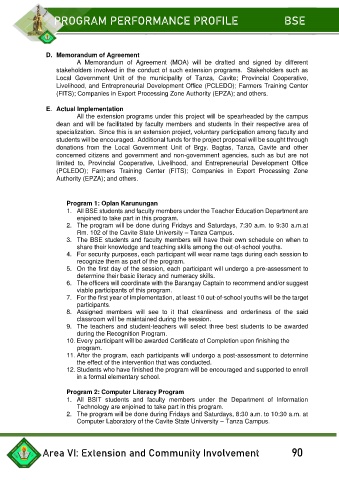 PROGRAM PERFORMANCE PROFILE BSE
D. Memorandum of Agreement
A Memorandum of Agreement (MOA) will be drafted and signed by different
stakeholders involved in the conduct of such extension programs. Stakeholders such as
Local Government Unit of the municipality of Tanza, Cavite; Provincial Cooperative,
Livelihood, and Entrepreneurial Development Office (PCLEDO); Farmers Training Center
(FITS); Companies in Export Processing Zone Authority (EPZA); and others.
E. Actual Implementation
All the extension programs under this project will be spearheaded by the campus
dean and will be facilitated by faculty members and students in their respective area of
specialization. Since this is an extension project, voluntary participation among faculty and
students will be encouraged. Additional funds for the project proposal will be sought through
donations from the Local Government Unit of Brgy. Bagtas, Tanza, Cavite and other
concerned citizens and government and non-government agencies, such as but are not
limited to, Provincial Cooperative, Livelihood, and Entrepreneurial Development Office
(PCLEDO); Farmers Training Center (FITS); Companies in Export Processing Zone
Authority (EPZA); and others.
Program 1: Oplan Karunungan
1. All BSE students and faculty members under the Teacher Education Department are
enjoined to take part in this program.
2. The program will be done during Fridays and Saturdays, 7:30 a.m. to 9:30 a.m.at
Rm. 102 of the Cavite State University – Tanza Campus.
3. The BSE students and faculty members will have their own schedule on when to
share their knowledge and teaching skills among the out-of-school youths.
4. For security purposes, each participant will wear name tags during each session to
recognize them as part of the program.
5. On the first day of the session, each participant will undergo a pre-assessment to
determine their basic literacy and numeracy skills.
6. The officers will coordinate with the Barangay Captain to recommend and/or suggest
viable participants of this program.
7. For the first year of implementation, at least 10 out-of-school youths will be the target
participants.
8. Assigned members will see to it that cleanliness and orderliness of the said
classroom will be maintained during the session.
9. The teachers and student-teachers will select three best students to be awarded
during the Recognition Program.
10. Every participant will be awarded Certificate of Completion upon finishing the
program.
11. After the program, each participants will undergo a post-assessment to determine
the effect of the intervention that was conducted.
12. Students who have finished the program will be encouraged and supported to enroll
in a formal elementary school.
Program 2: Computer Literacy Program
1. All BSIT students and faculty members under the Department of Information
Technology are enjoined to take part in this program.
2. The program will be done during Fridays and Saturdays, 8:30 a.m. to 10:30 a.m. at
Computer Laboratory of the Cavite State University – Tanza Campus.
Area VI: Extension and Community Involvement 90